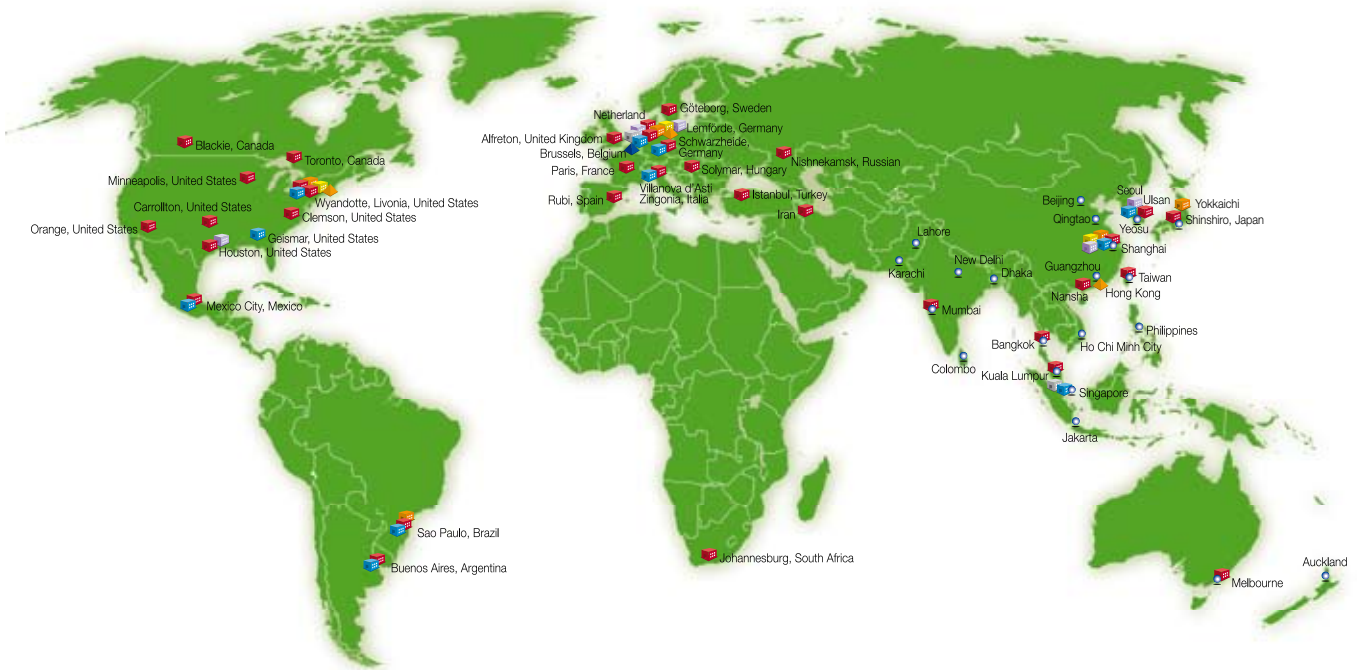 Göteborg, Sweden
Netherland
Lemförde, Germany
Alfreton, United Kingdom
Schwarzheide,
Germany
Brussels, Belgium
Blackie, Canada
Toronto, Canada
Paris, France
Solymar, Hungary
Nishnekamsk, Russian
Minneapolis, United States
Villanova d'Asti
Zingonia, Italia
Rubi, Spain
Istanbul, Turkey
Iran
Wyandotte, Livonia, United States
Carrollton, United States
Clemson, United States
Orange, United States
Geismar, United States
Houston, United States
Mexico City, Mexico
Seoul
Ulsan
Beijing
Yokkaichi
Qingtao
Shinshiro, Japan
Yeosu
Shanghai
Lahore
Karachi
New Delhi
Dhaka
Guangzhou
Taiwan
Nansha
Hong Kong
Mumbai
Philippines
Bangkok
Ho Chi Minh City
Colombo
Kuala Lumpur
Singapore
Jakarta
Sao Paulo, Brazil
Buenos Aires, Argentina
Johannesburg, South Africa
Auckland
Melbourne